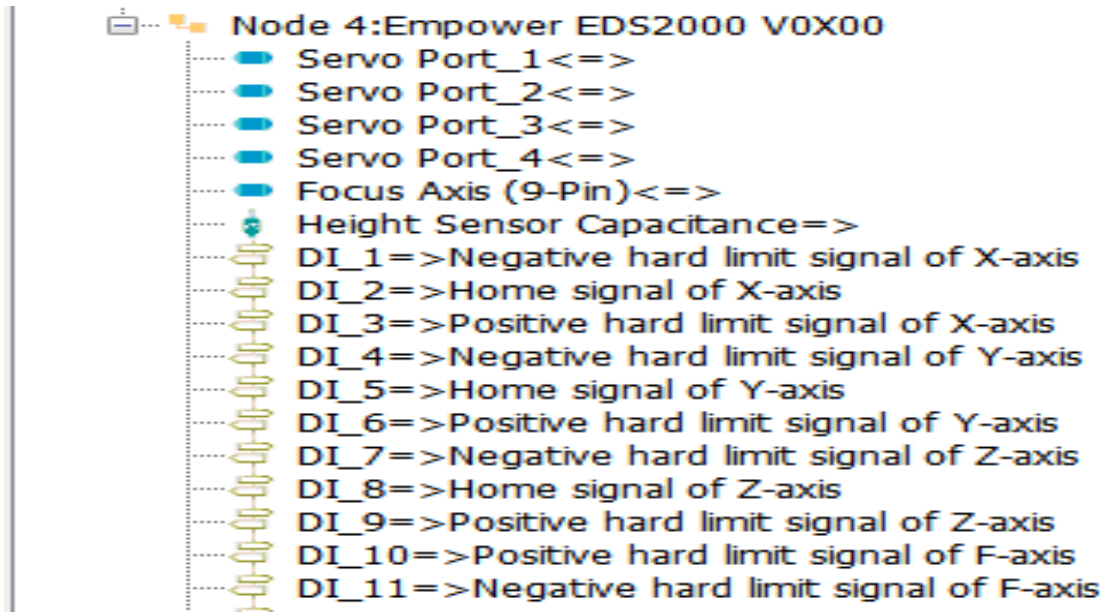 Node 4:Empower EDS2000 V0X00
Servo Port_1<=>
Servo Port_2<=>
Servo Port_3<=>
Servo Port_4<=>
Focus Axis (9-Pin)<=>
Height Sensor Capacitance=>
DI_1=>Negative hard limit signal of X-axis
DI_2=>Home signal of X-axis
DI_3=>Positive hard limit signal of X-axis
DI_4=>Negative hard limit signal of Y-axis
DI_5=>Home signal of Y-axis
DI_6=>Positive hard limit signal of Y-axis
DI_7=>Negative hard limit signal of Z-axis
DI_8=>Home signal of Z-axis
DI_9=>Positive hard limit signal of Z-axis
DI_10=>Positive hard limit signal of F-axis
DI_11=>Negative hard limit signal of F-axis